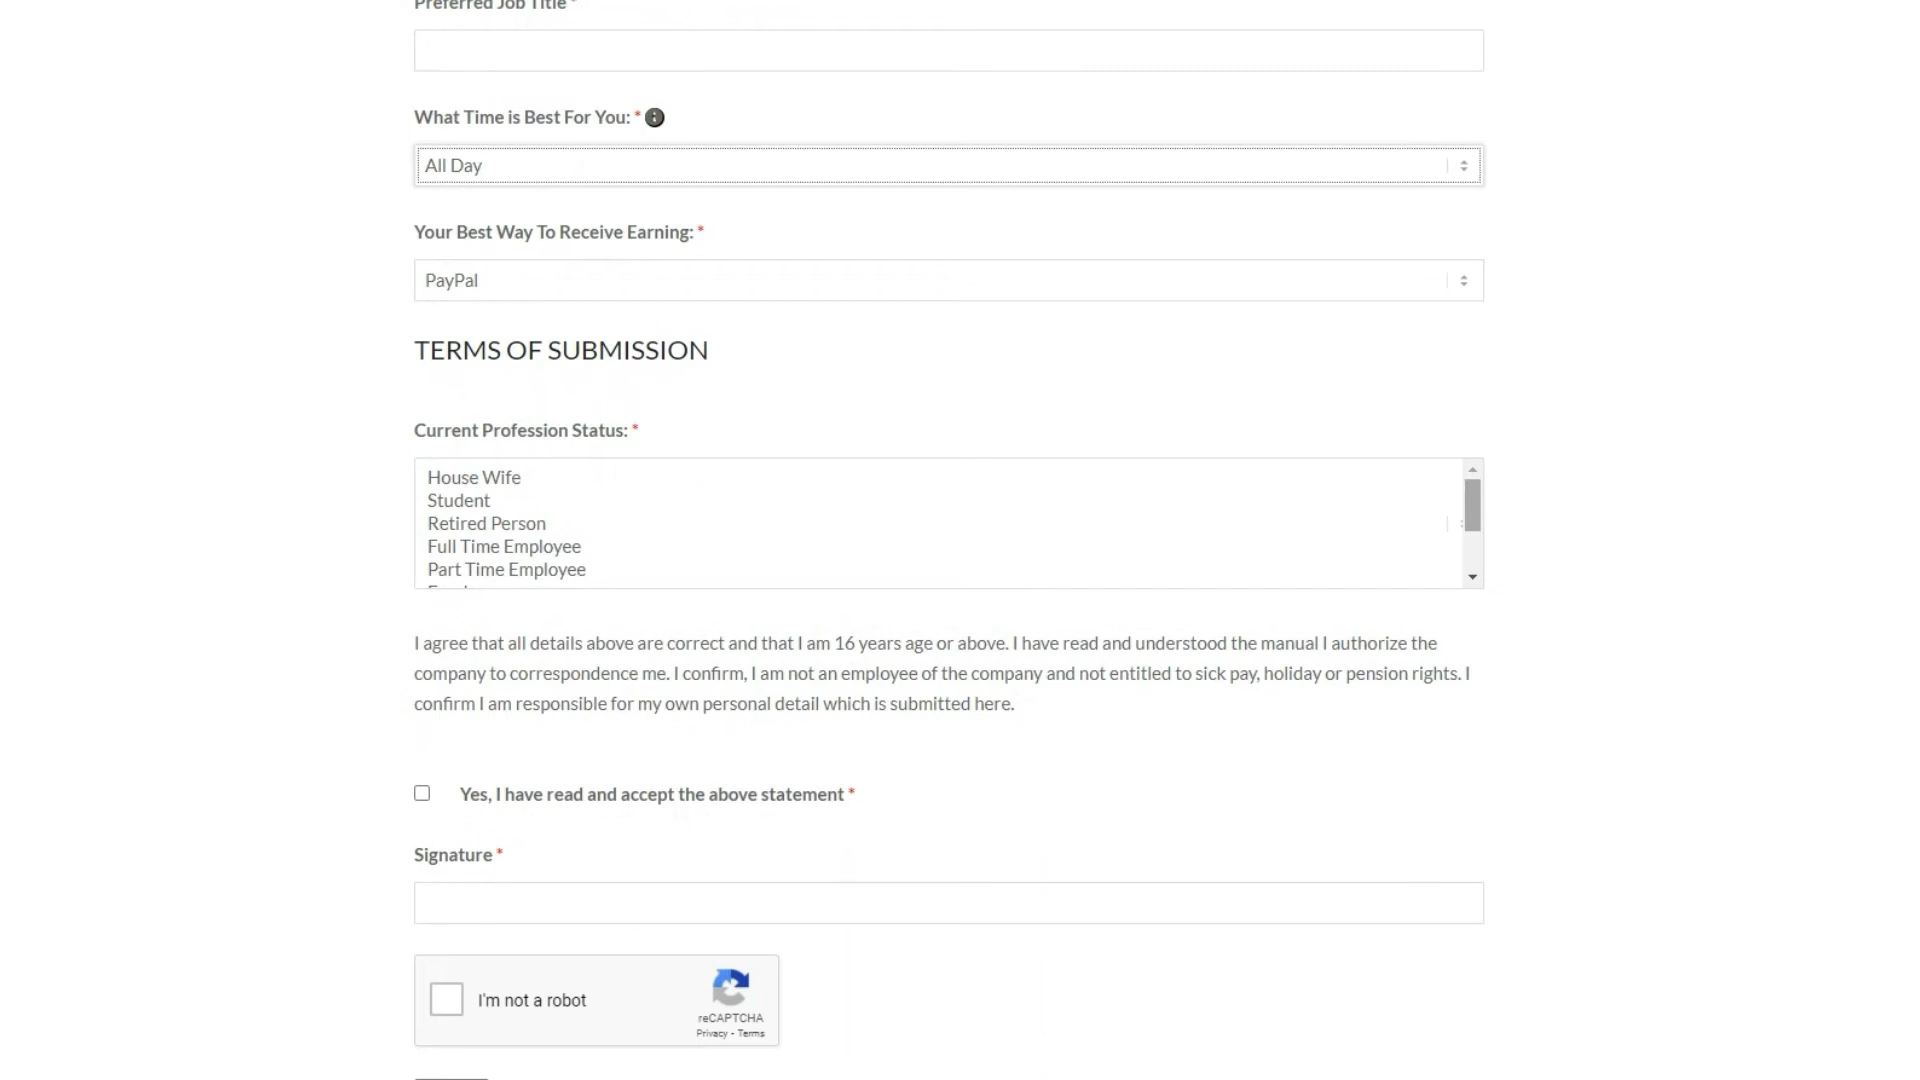 Preferred Job Title *
What Time is Best For You: *
All Day
Your Best Way To Receive Earning: *
PayPal
TERMS OF SUBMISSION
Current Profession Status: *
House Wife
Student
Retired Person
Full Time Employee
Part Time Employee
I agree that all details above are correct and that I am 16 years age or above. I have read and understood the manual I authorize the
company to correspondence me. I confirm, I am not an employee of the company and not entitled to sick pay, holiday or pension rights. I
confirm I am responsible for my own personal detail which is submitted here.
Yes, I have read and accept the above statement *
Signature *
I'm not a robot
reCAPTCHA
Privacy - Terms